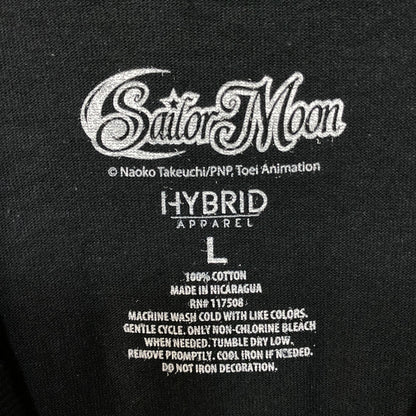 Sailor Moon
© Naoko Takeuchi/PNP, Toei Animation
HYBRID
APPAREL
L
100% COTTON
MADE IN NICARAGUA
RN# 117508
MACHINE WASH COLD WITH LIKE COLORS.
GENTLE CYCLE. ONLY NON-CHLORINE BLEACH
WHEN NEEDED. TUMBLE DRY LOW.
REMOVE PROMPTLY. COOL IRON IF NEEDED.
DO NOT IRON DECORATION.